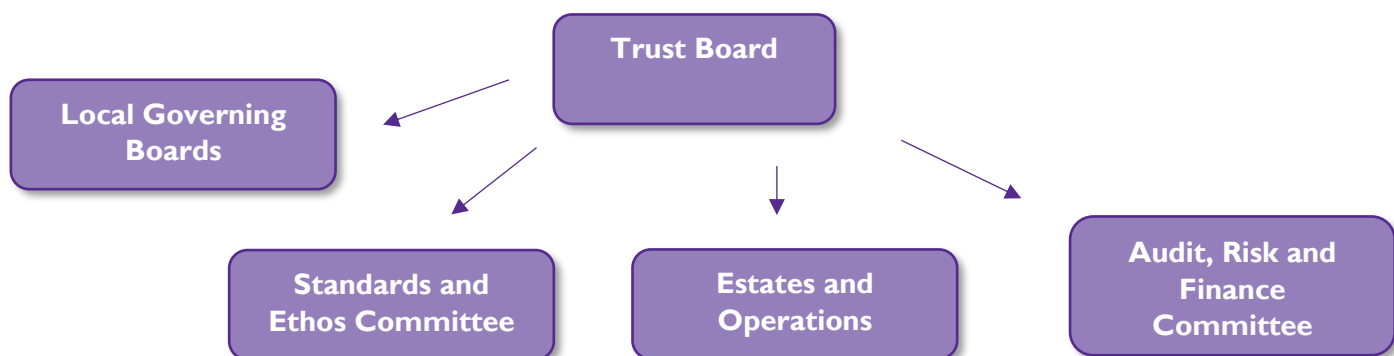 Trust Board
Local Governing
Boards
Standards and
Ethos Committee
Estates and
Operations
Audit, Risk and
Finance
Committee